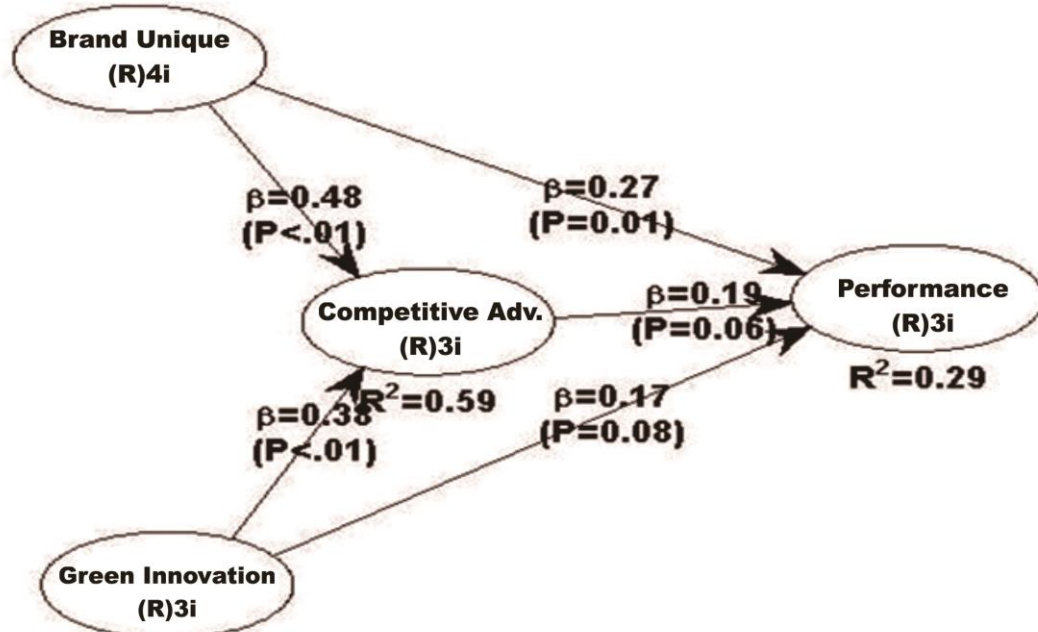 Brand Unique
(R)4i
β=0.48
(P<.01)
β=0.27
(P=0.01)
Competitive Adv.
(R)3i
R²=0.59
β=0.19
(P=0.06)
Performance
(R)3i
R²=0.29
β=0.38
(P<.01)
β=0.17
(P=0.08)
Green Innovation
(R)3i